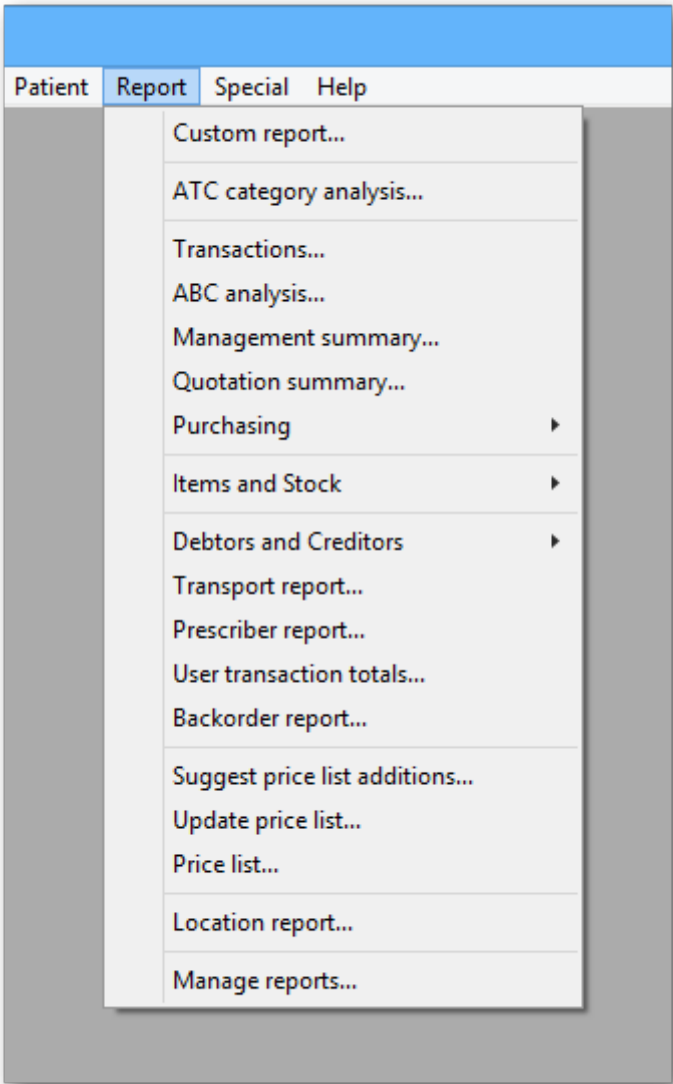 Patient Report Special Help
Custom report...
ATC category analysis...
Transactions...
ABC analysis...
Management summary...
Quotation summary...
Purchasing
Items and Stock
Debtors and Creditors
Transport report...
Prescriber report...
User transaction totals...
Backorder report...
Suggest price list additions...
Update price list...
Price list...
Location report...
Manage reports...